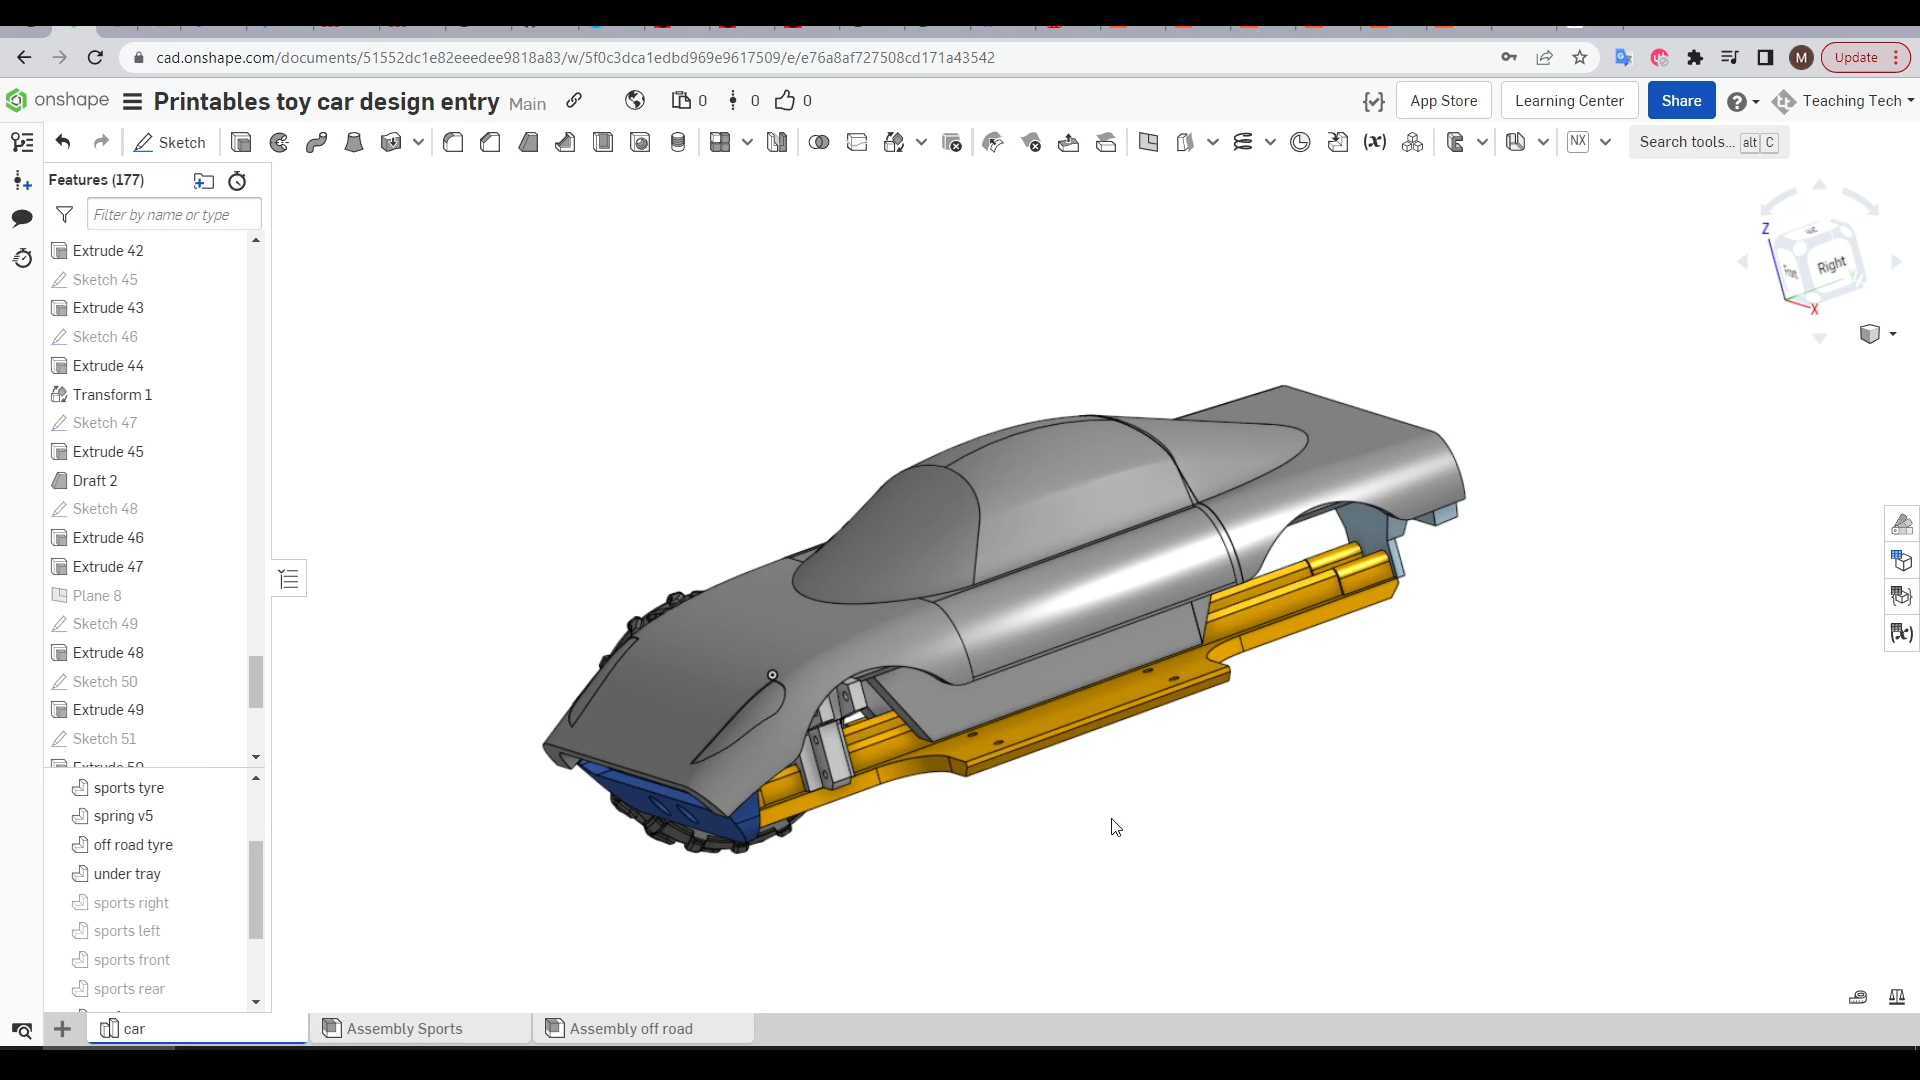 cad.onshape.com/documents/51552dc1e82eeedee9818a83/w/5f0c3dca1edbd969e9617509/e/e76a8af727508cd171a43542
M
Update
onshape
Printables toy car design entry
Main
0
0
0
App Store
Learning Center
Share
Teaching Tech
Sketch
NX
Search tools... alt C
Features (177)
Filter by name or type
Extrude 42
Sketch 45
Extrude 43
Sketch 46
Extrude 44
Transform 1
Sketch 47
Extrude 45
Draft 2
Sketch 48
Extrude 46
Extrude 47
Plane 8
Sketch 49
Extrude 48
Sketch 50
Extrude 49
Sketch 51
Extrude 50
sports tyre
spring v5
off road tyre
under tray
sports right
sports left
sports front
sports rear
Z
Front
Right
X
car
Assembly Sports
Assembly off road